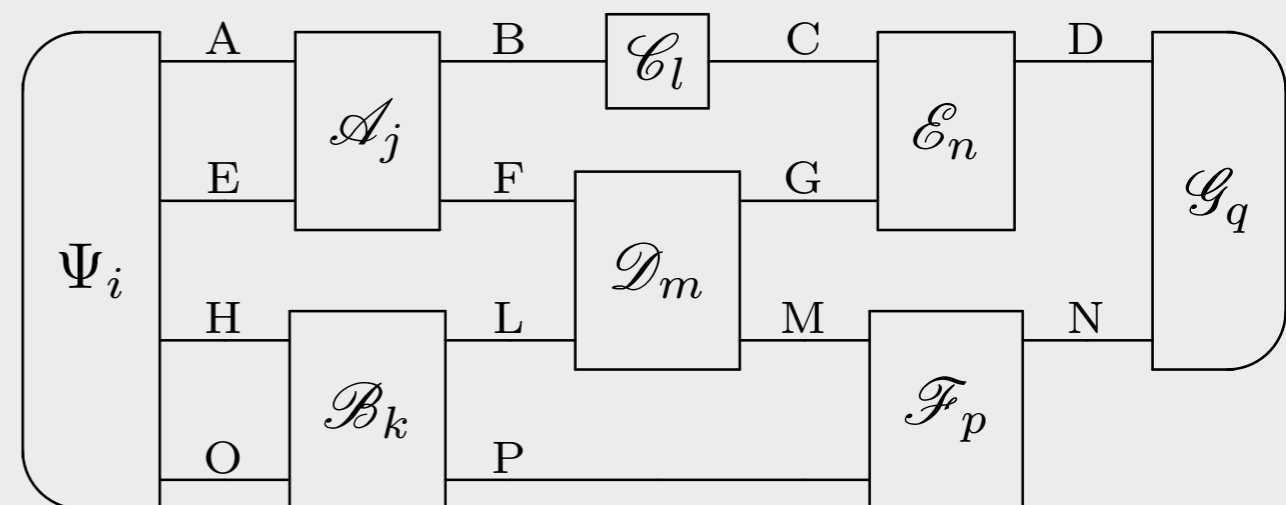 A B C D
𝒞_l
𝒜_j ℰ_n
E F G
𝒢_q
Ψ_i 𝒟_m
H L M N
ℬ_k ℱ_p
O P